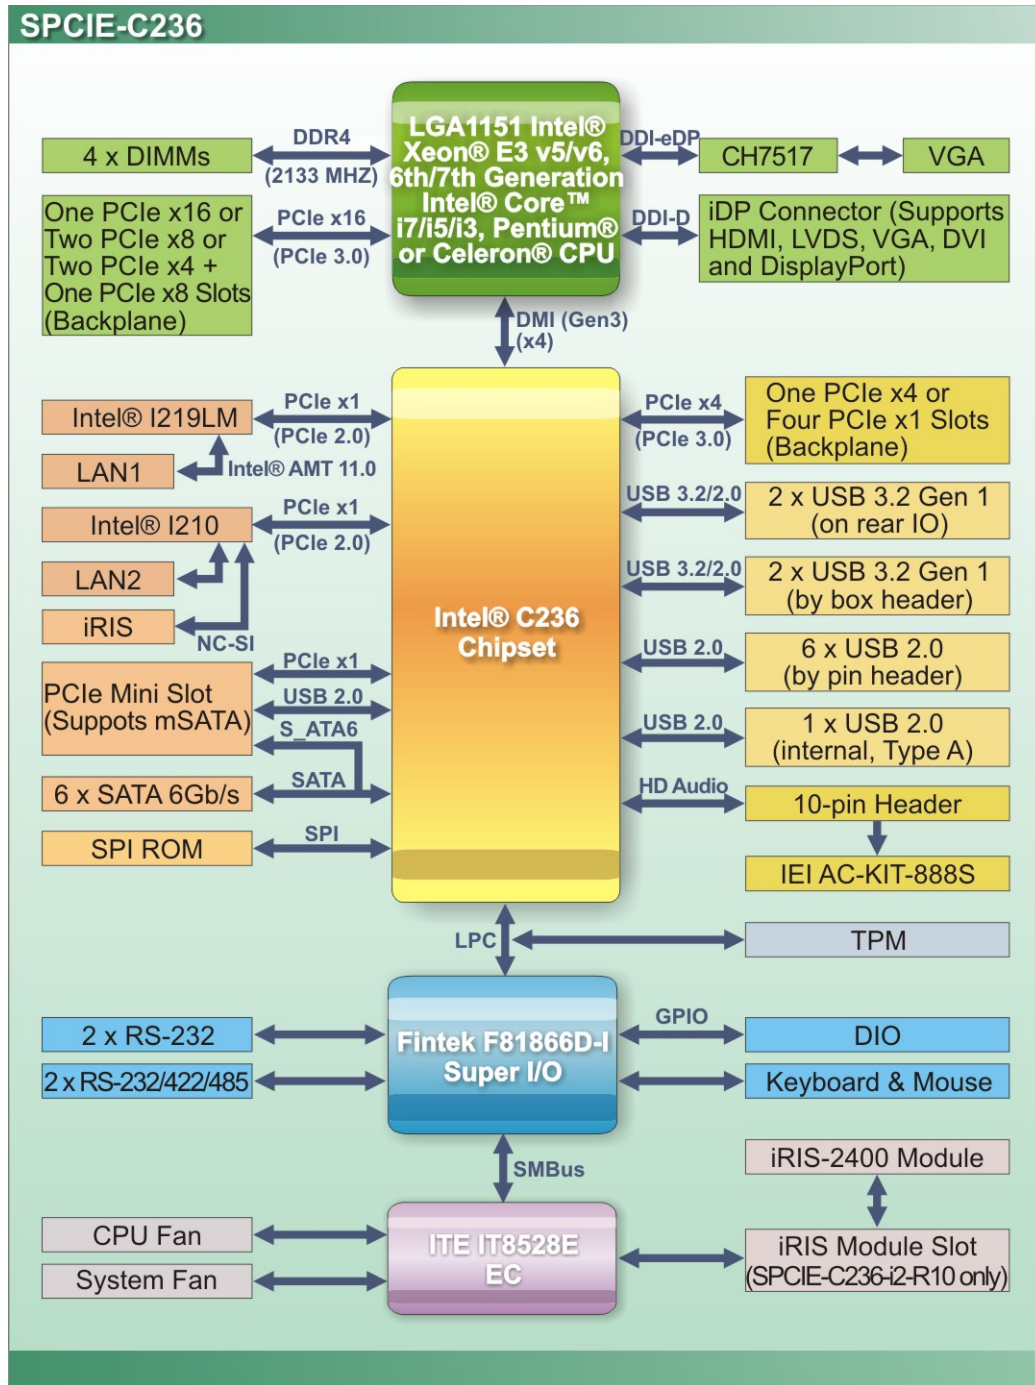 SPCIE-C236
LGA1151 Intel®
Xeon® E3 v5/v6,
6th/7th Generation
Intel® Core™
i7/i5/i3, Pentium®
or Celeron® CPU
4 x DIMMs
DDR4
(2133 MHZ)
One PCIe x16 or
Two PCIe x8 or
Two PCIe x4 +
One PCIe x8 Slots
(Backplane)
PCIe x16
(PCIe 3.0)
DDI-eDP
CH7517
VGA
DDI-D
iDP Connector (Supports
HDMI, LVDS, VGA, DVI
and DisplayPort)
DMI (Gen3)
(x4)
Intel® C236
Chipset
Intel® I219LM
PCIe x1
(PCIe 2.0)
LAN1
Intel® AMT 11.0
Intel® I210
PCIe x1
(PCIe 2.0)
LAN2
iRIS
NC-SI
PCIe Mini Slot
(Suppots mSATA)
PCIe x1
USB 2.0
S_ATA6
6 x SATA 6Gb/s
SATA
SPI ROM
SPI
PCIe x4
(PCIe 3.0)
One PCIe x4 or
Four PCIe x1 Slots
(Backplane)
USB 3.2/2.0
2 x USB 3.2 Gen 1
(on rear IO)
USB 3.2/2.0
2 x USB 3.2 Gen 1
(by box header)
USB 2.0
6 x USB 2.0
(by pin header)
USB 2.0
1 x USB 2.0
(internal, Type A)
HD Audio
10-pin Header
IEI AC-KIT-888S
LPC
TPM
Fintek F81866D-I
Super I/O
2 x RS-232
2 x RS-232/422/485
GPIO
DIO
Keyboard & Mouse
SMBus
ITE IT8528E
EC
CPU Fan
System Fan
iRIS-2400 Module
iRIS Module Slot
(SPCIE-C236-i2-R10 only)